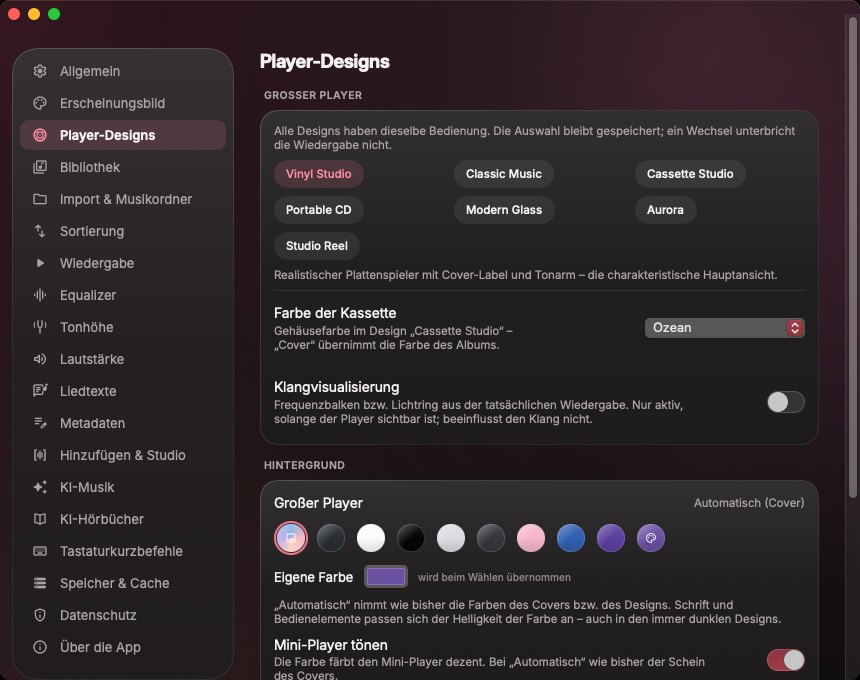 Allgemein
Erscheinungsbild
Player-Designs
Bibliothek
Import & Musikordner
Sortierung
Wiedergabe
Equalizer
Tonhöhe
Lautstärke
Liedtexte
Metadaten
Hinzufügen & Studio
KI-Musik
KI-Hörbücher
Tastaturkurzbefehle
Speicher & Cache
Datenschutz
Über die App
Player-Designs
GROSSER PLAYER
Alle Designs haben dieselbe Bedienung. Die Auswahl bleibt gespeichert; ein Wechsel unterbricht
die Wiedergabe nicht.
Vinyl Studio
Classic Music
Cassette Studio
Portable CD
Modern Glass
Aurora
Studio Reel
Realistischer Plattenspieler mit Cover-Label und Tonarm – die charakteristische Hauptansicht.
Farbe der Kassette
Gehäusefarbe im Design „Cassette Studio“ –
„Cover“ übernimmt die Farbe des Albums.
Ozean
Klangvisualisierung
Frequenzbalken bzw. Lichtring aus der tatsächlichen Wiedergabe. Nur aktiv,
solange der Player sichtbar ist; beeinflusst den Klang nicht.
HINTERGRUND
Großer Player
Automatisch (Cover)
Eigene Farbe
wird beim Wählen übernommen
„Automatisch“ nimmt wie bisher die Farben des Covers bzw. des Designs. Schrift und
Bedienelemente passen sich der Helligkeit der Farbe an – auch in den immer dunklen Designs.
Mini-Player tönen
Die Farbe färbt den Mini-Player dezent. Bei „Automatisch“ wie bisher der Schein
des Covers.